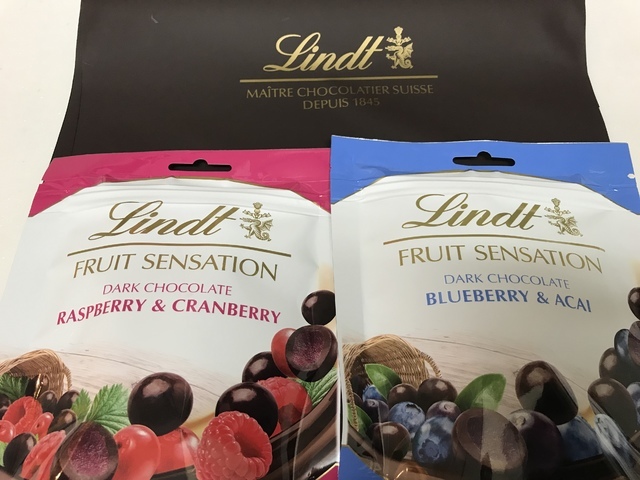 Lindt
MAÎTRE CHOCOLATIER SUISSE
DEPUIS 1845
Lindt
FRUIT SENSATION
DARK CHOCOLATE
RASPBERRY & CRANBERRY
Lindt
FRUIT SENSATION
DARK CHOCOLATE
BLUEBERRY & ACAI